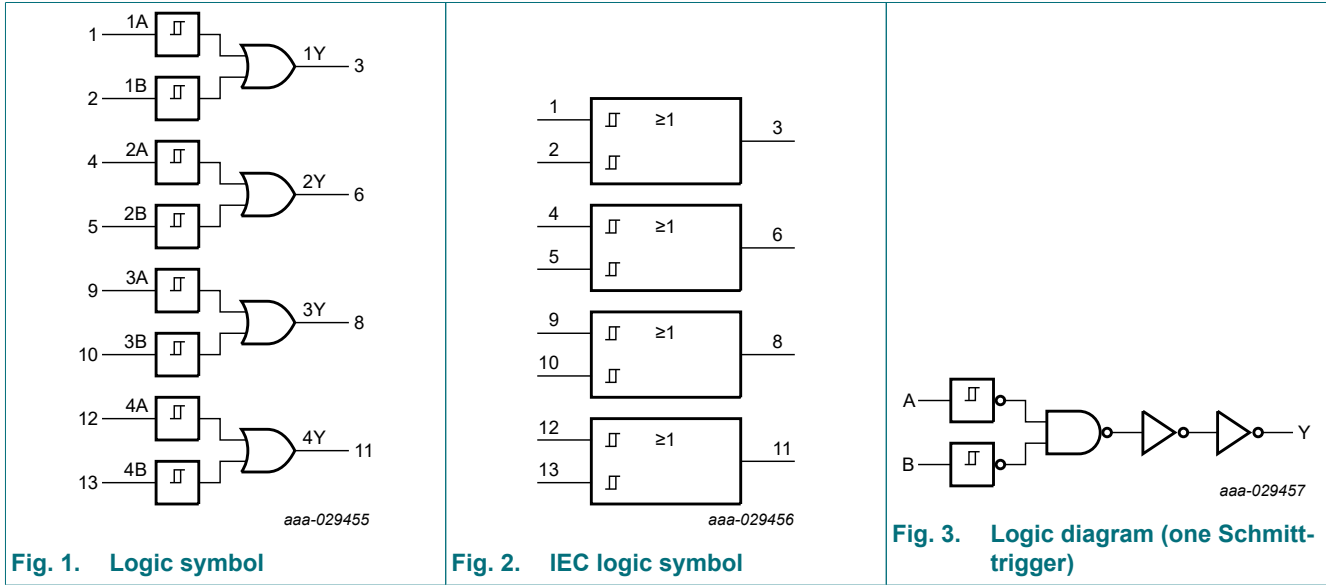 1A
1
1Y
3
1B
2
2A
4
2Y
6
2B
5
3A
9
3Y
8
3B
10
4A
12
4Y
11
4B
13
aaa-029455
Fig. 1. Logic symbol
1
≥1
3
2
4
≥1
6
5
9
≥1
8
10
12
≥1
11
13
aaa-029456
Fig. 2. IEC logic symbol
A
Y
B
aaa-029457
Fig. 3. Logic diagram (one Schmitt-
trigger)